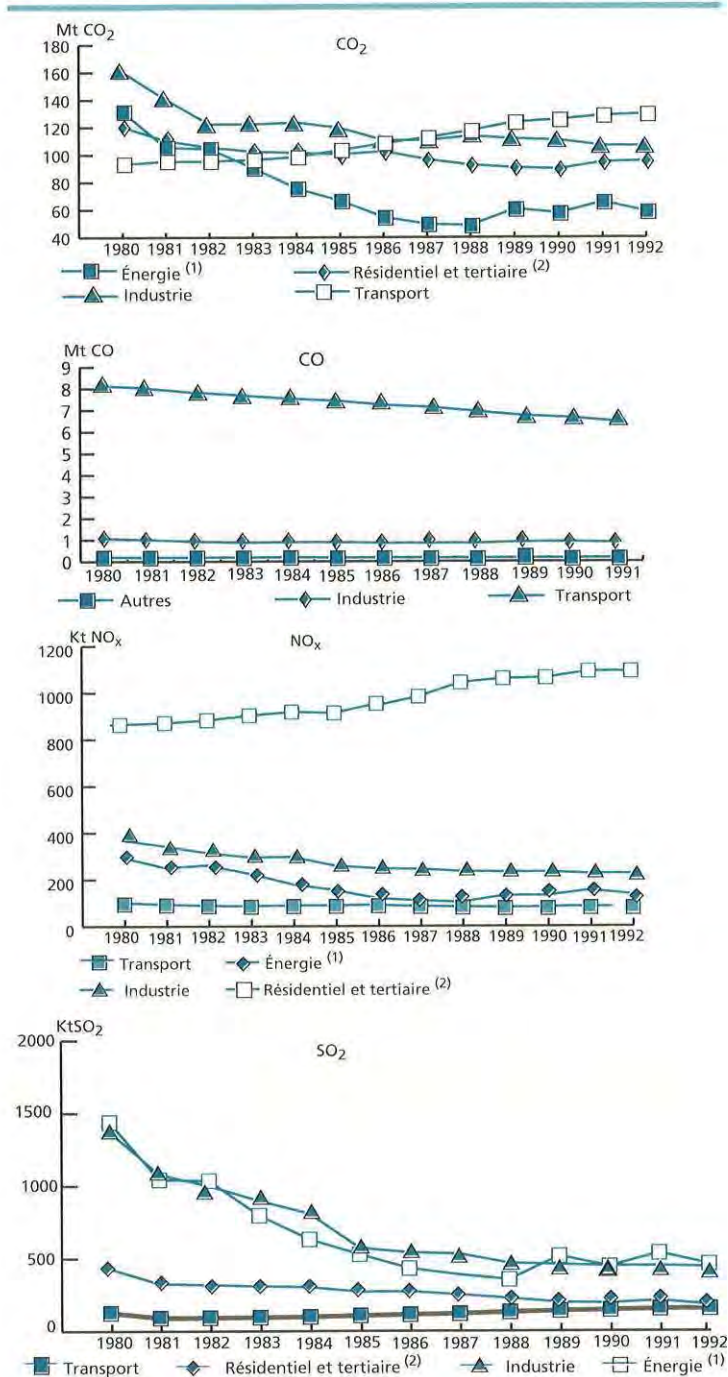 Mt CO₂
CO₂
180
160
140
120
100
80
60
40
1980 1981 1982 1983 1984 1985 1986 1987 1988 1989 1990 1991 1992
Énergie (1) Résidentiel et tertiaire (2)
Industrie Transport
Mt CO
CO
9
8
7
6
5
4
3
2
1
0
1980 1981 1982 1983 1984 1985 1986 1987 1988 1989 1990 1991
Autres Industrie Transport
Kt NOₓ
NOₓ
1200
1000
800
600
400
200
0
1980 1981 1982 1983 1984 1985 1986 1987 1988 1989 1990 1991 1992
Transport Énergie (1)
Industrie Résidentiel et tertiaire (2)
KtSO₂
SO₂
2000
1500
1000
500
0
1980 1981 1982 1983 1984 1985 1986 1987 1988 1989 1990 1991 1992
Transport Résidentiel et tertiaire (2) Industrie Énergie (1)